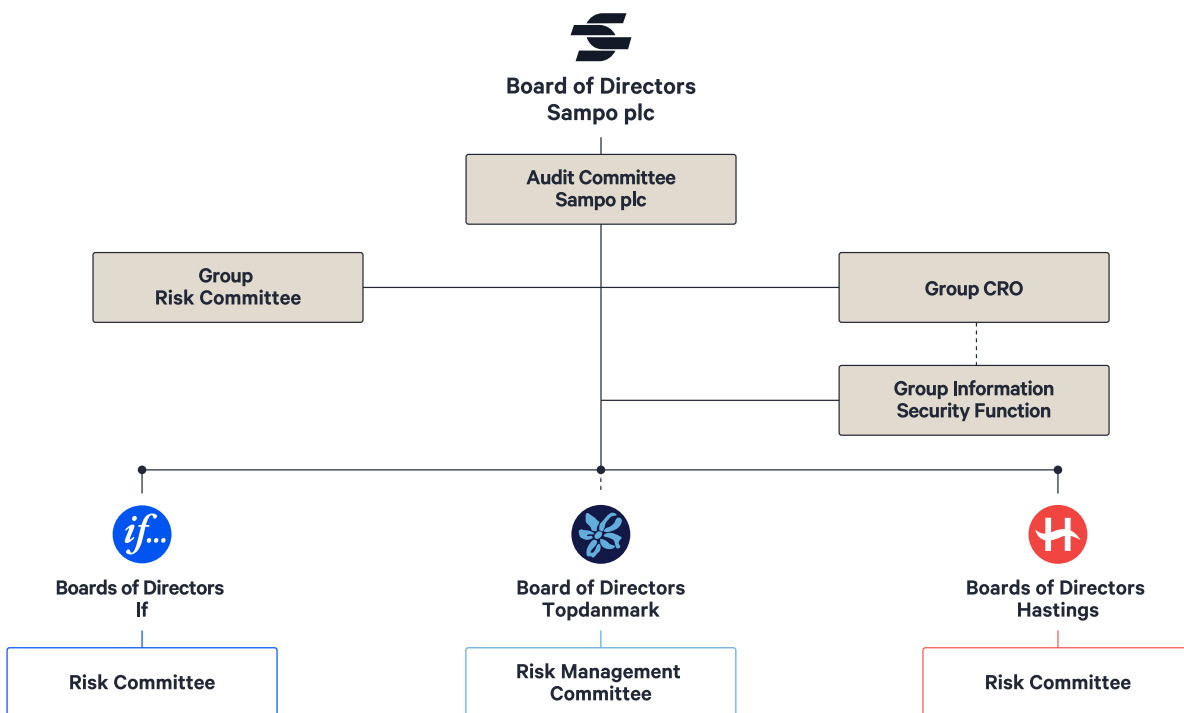 Board of Directors
Sampo plc
Audit Committee
Sampo plc
Group
Risk Committee
Group CRO
Group Information
Security Function
if...
Boards of Directors
If
Risk Committee
Board of Directors
Topdanmark
Risk Management
Committee
H
Boards of Directors
Hastings
Risk Committee